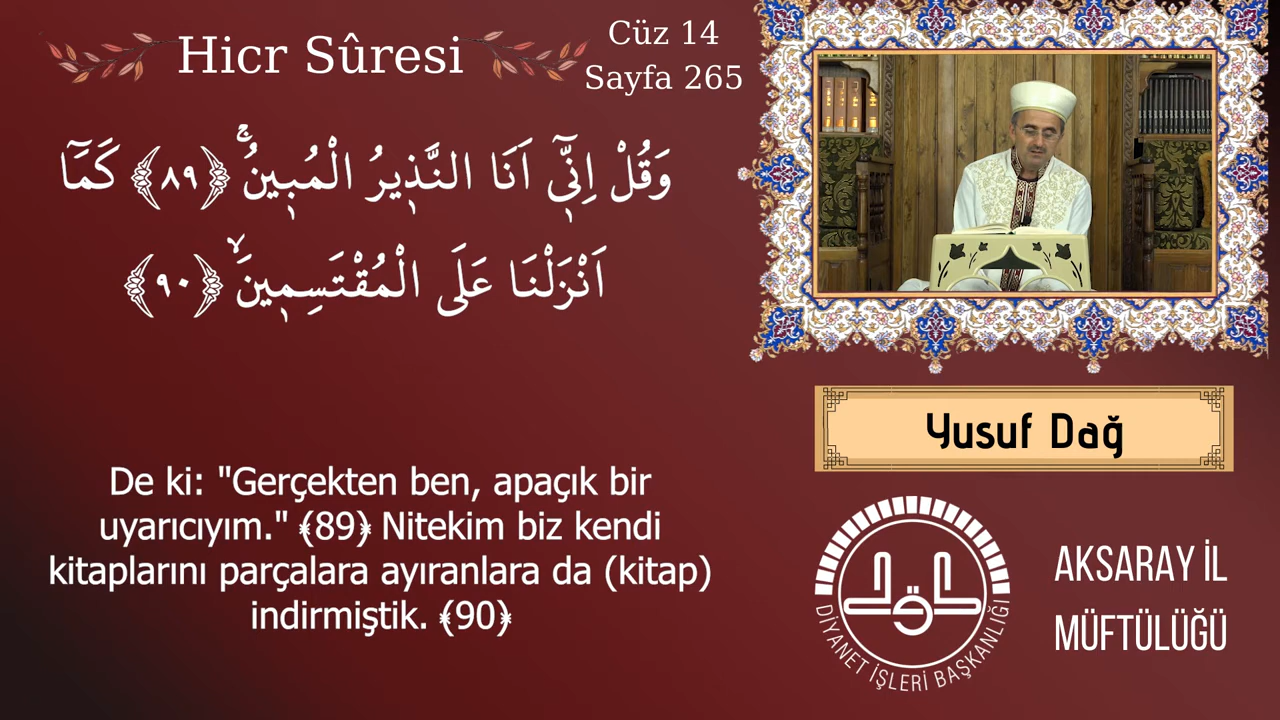 Hicr Sûresi
Cüz 14
Sayfa 265
وَقُلْ اِنّ۪ٓي اَنَا النَّذ۪يرُ الْمُب۪ينُۚ ﴿٨٩﴾ كَمَٓا
اَنْزَلْنَا عَلَى الْمُقْتَسِم۪ينَۙ ﴿٩٠﴾
De ki: "Gerçekten ben, apaçık bir
uyarıcıyım." ﴾89﴿ Nitekim biz kendi
kitaplarını parçalara ayıranlara da (kitap)
indirmiştik. ﴾90﴿
Yusuf Dağ
DİYANET İŞLERİ BAŞKANLIĞI
AKSARAY İL
MÜFTÜLÜĞÜ